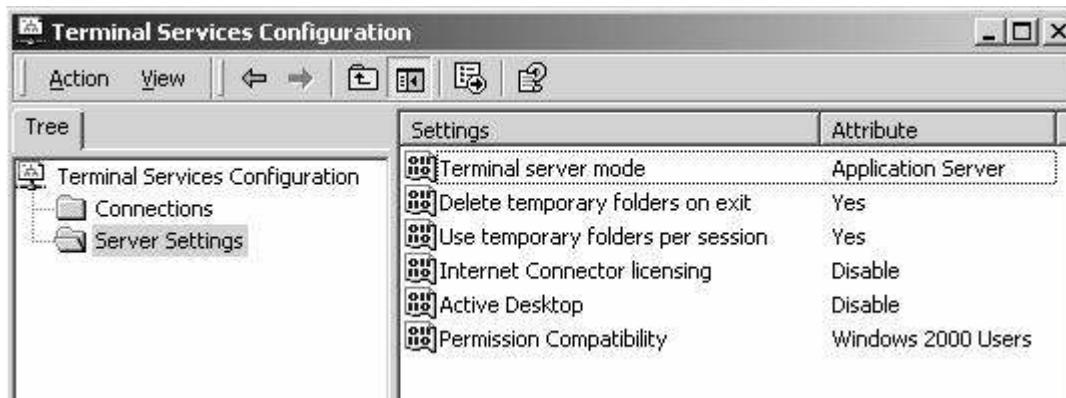 Terminal Services Configuration
Action View
Tree
Terminal Services Configuration
Connections
Server Settings
Settings Attribute
Terminal server mode Application Server
Delete temporary folders on exit Yes
Use temporary folders per session Yes
Internet Connector licensing Disable
Active Desktop Disable
Permission Compatibility Windows 2000 Users